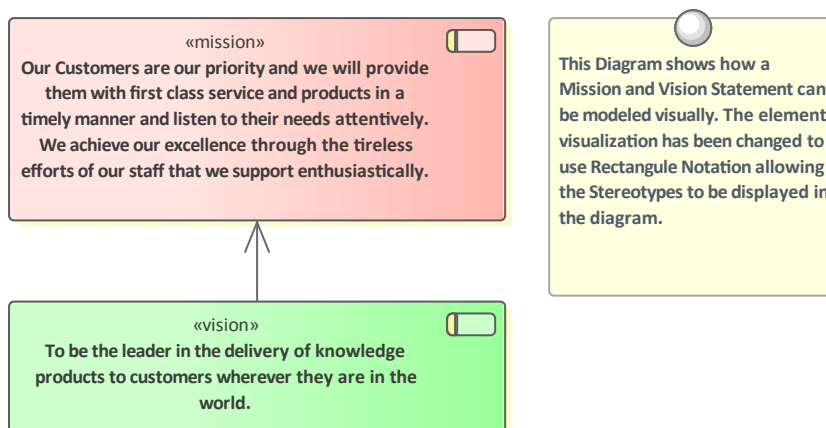 «mission»
Our Customers are our priority and we will provide
them with first class service and products in a
timely manner and listen to their needs attentively.
We achieve our excellence through the tireless
efforts of our staff that we support enthusiastically.
«vision»
To be the leader in the delivery of knowledge
products to customers wherever they are in the
world.
This Diagram shows how a
Mission and Vision Statement can
be modeled visually. The element
visualization has been changed to
use Rectangule Notation allowing
the Stereotypes to be displayed in
the diagram.